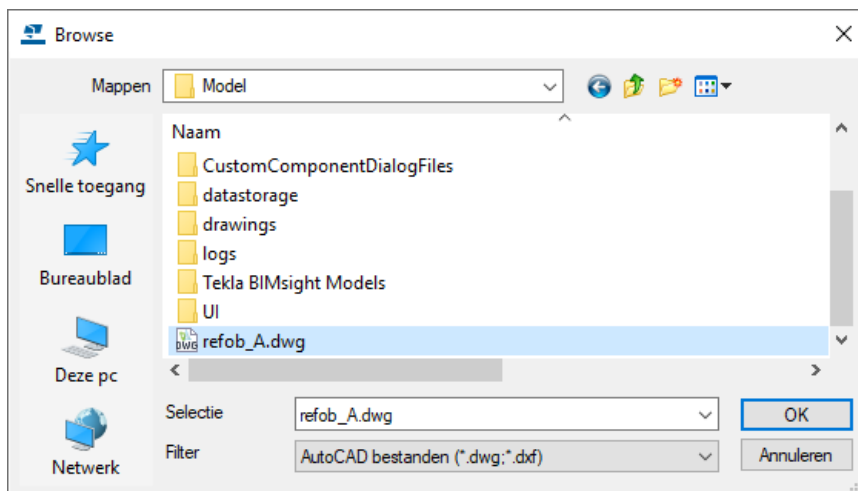 Browse
Mappen Model
Naam
Snelle toegang
Bureaublad
Deze pc
Netwerk
CustomComponentDialogFiles
datastorage
drawings
logs
Tekla BIMsight Models
UI
DWG refob_A.dwg
Selectie refob_A.dwg OK
Filter AutoCAD bestanden (*.dwg;*.dxf) Annuleren